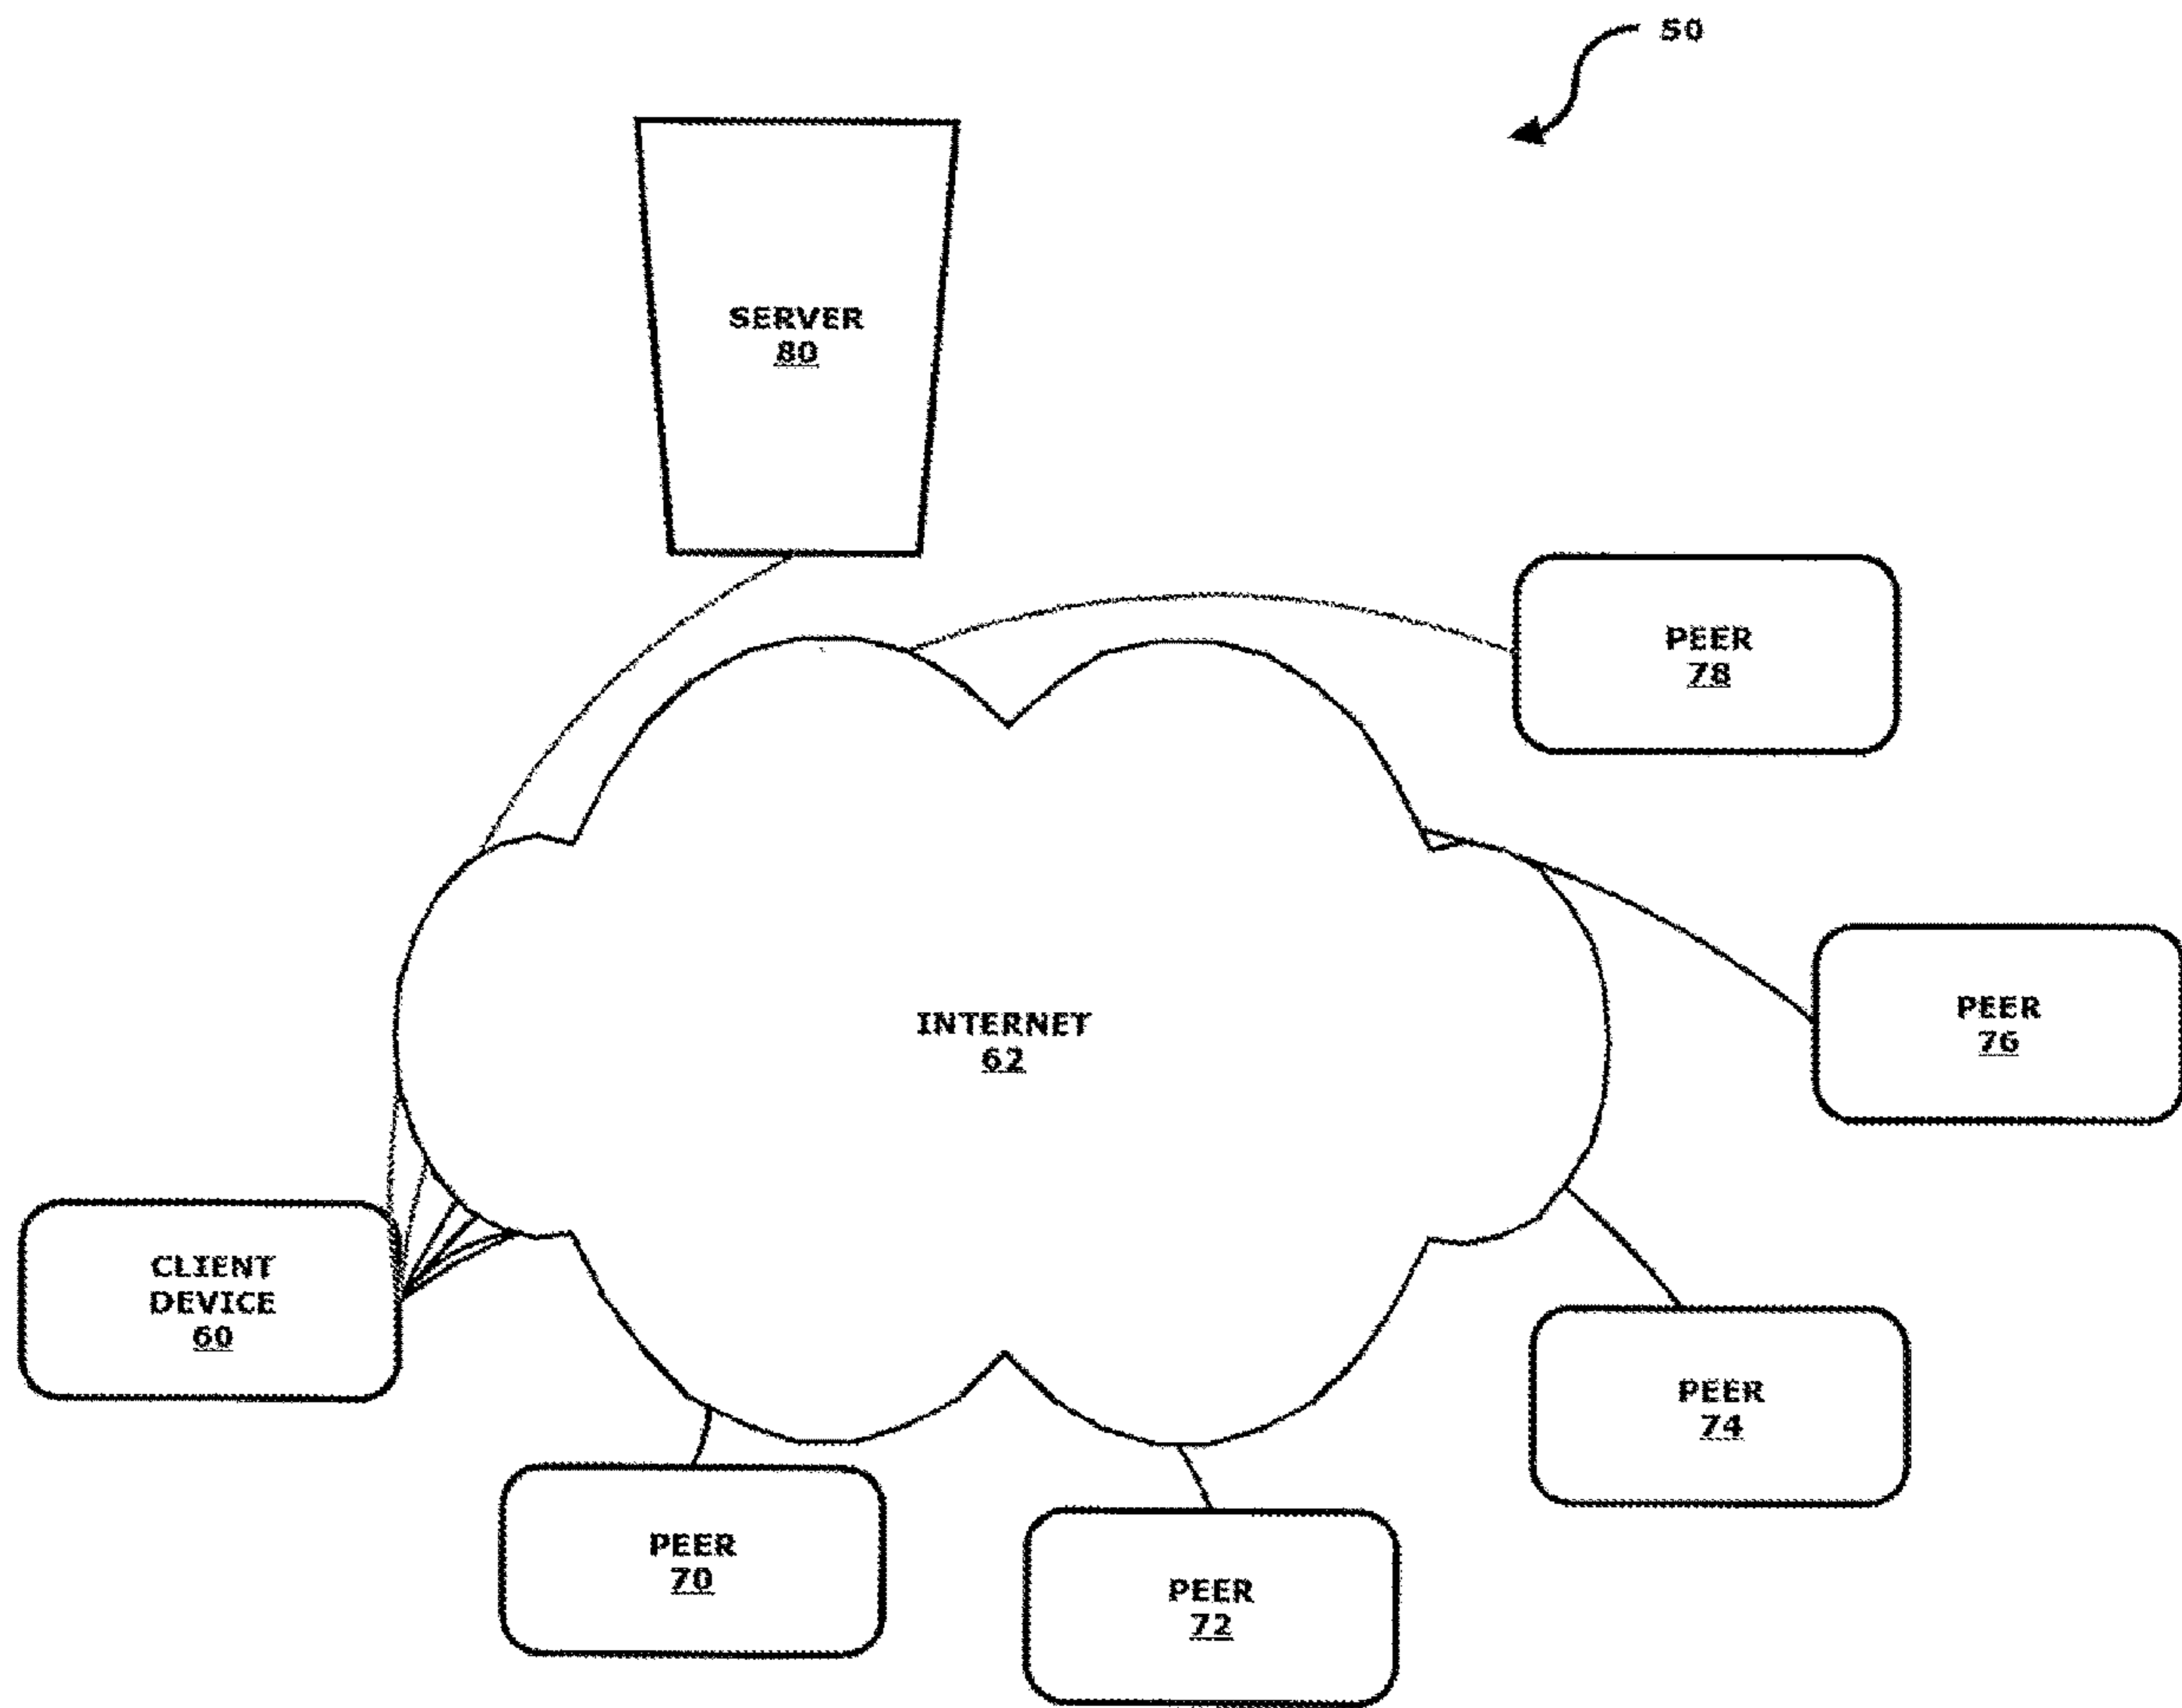 50
SERVER
80
PEER
78
INTERNET
62
PEER
76
CLIENT
DEVICE
60
PEER
74
PEER
70
PEER
72